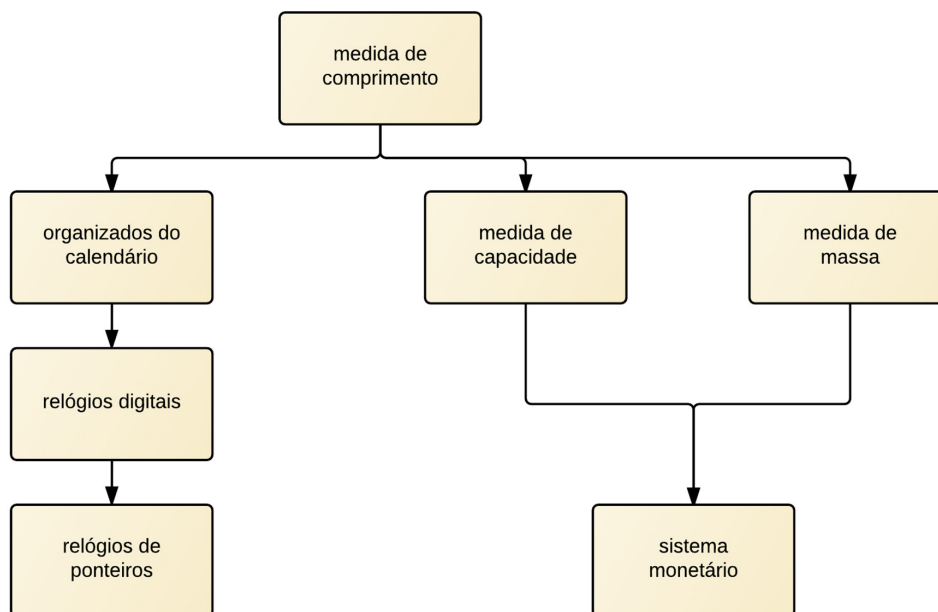 medida de
comprimento
organizados do
calendário
medida de
capacidade
medida de
massa
relógios digitais
relógios de
ponteiros
sistema
monetário